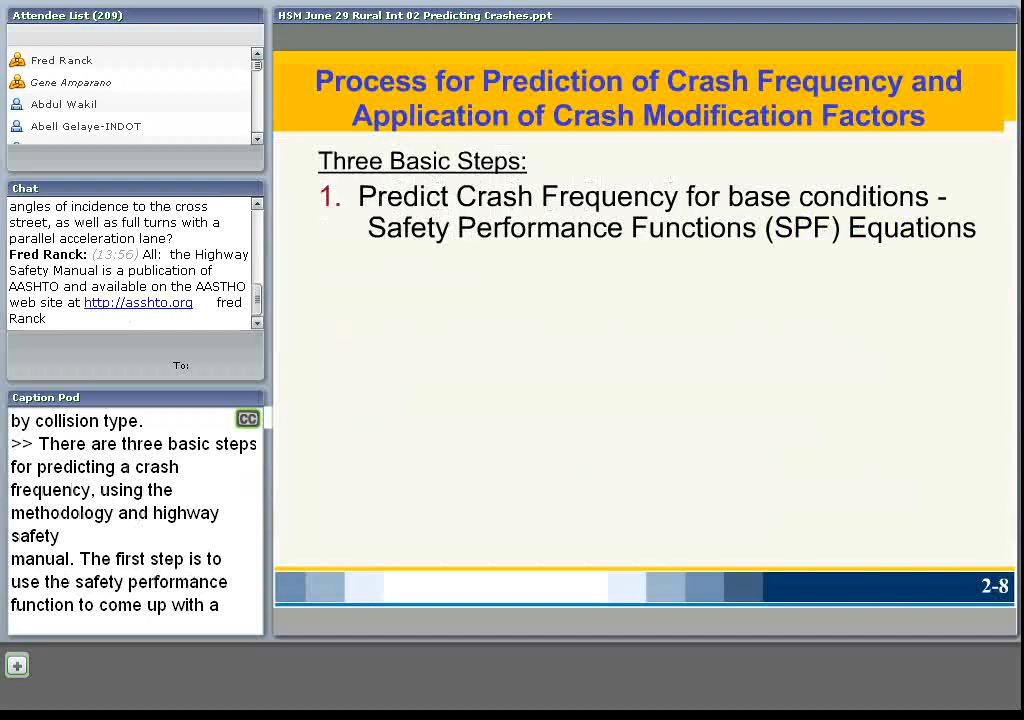 Attendee List (209)
Fred Ranck
Gene Amparano
Abdul Wakil
Abell Gelaye-INDOT
Chat
angles of incidence to the cross
street, as well as full turns with a
parallel acceleration lane?
Fred Ranck: (13:56) All: the Highway
Safety Manual is a publication of
AASHTO and available on the AASTHO
web site at http://asshto.org fred
Ranck
To:
Caption Pod
by collision type.
CC
>> There are three basic steps
for predicting a crash
frequency, using the
methodology and highway
safety
manual. The first step is to
use the safety performance
function to come up with a
HSM June 29 Rural Int 02 Predicting Crashes.ppt
Process for Prediction of Crash Frequency and
Application of Crash Modification Factors
Three Basic Steps:
1. Predict Crash Frequency for base conditions -
Safety Performance Functions (SPF) Equations
2-8